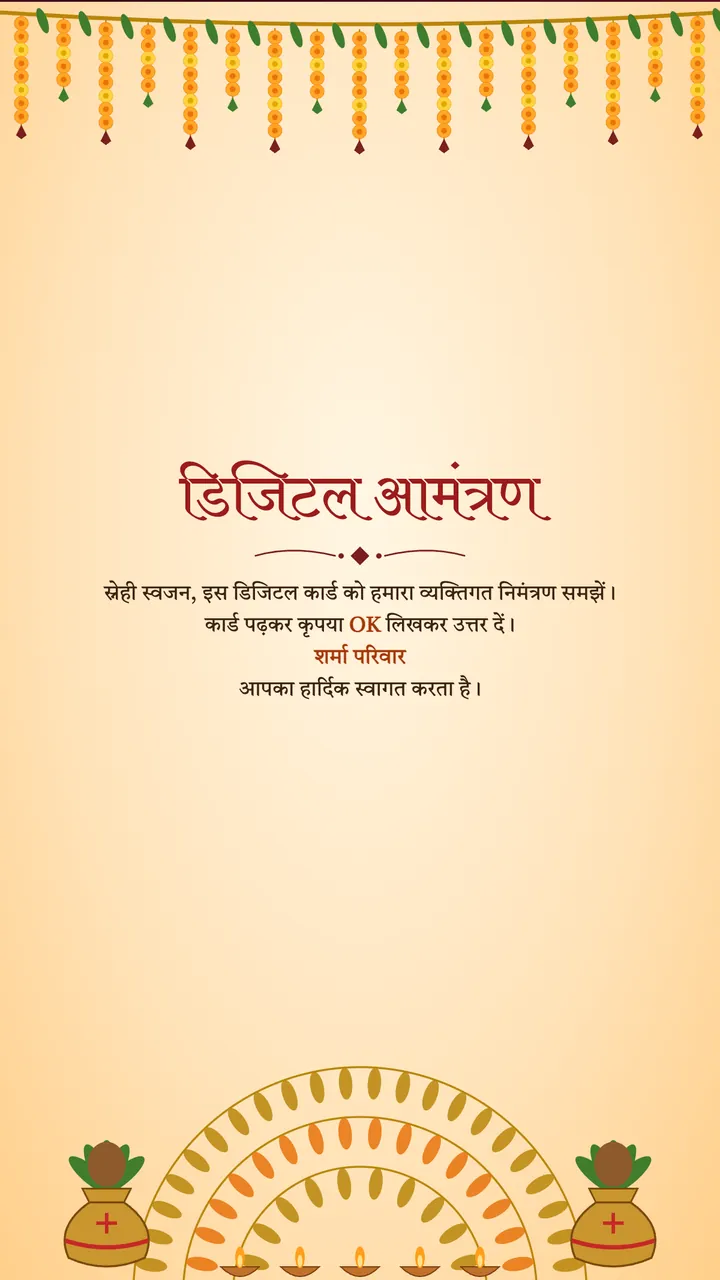 डिजिटल आमंत्रण
स्नेही स्वजन, इस डिजिटल कार्ड को हमारा व्यक्तिगत निमंत्रण समझें।
कार्ड पढ़कर कृपया OK लिखकर उत्तर दें।
शर्मा परिवार
आपका हार्दिक स्वागत करता है।